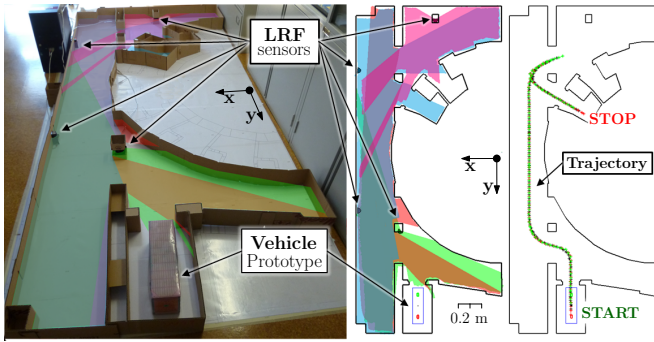 LRF
sensors
x
y
Vehicle
Prototype
x
y
0.2 m
STOP
Trajectory
START